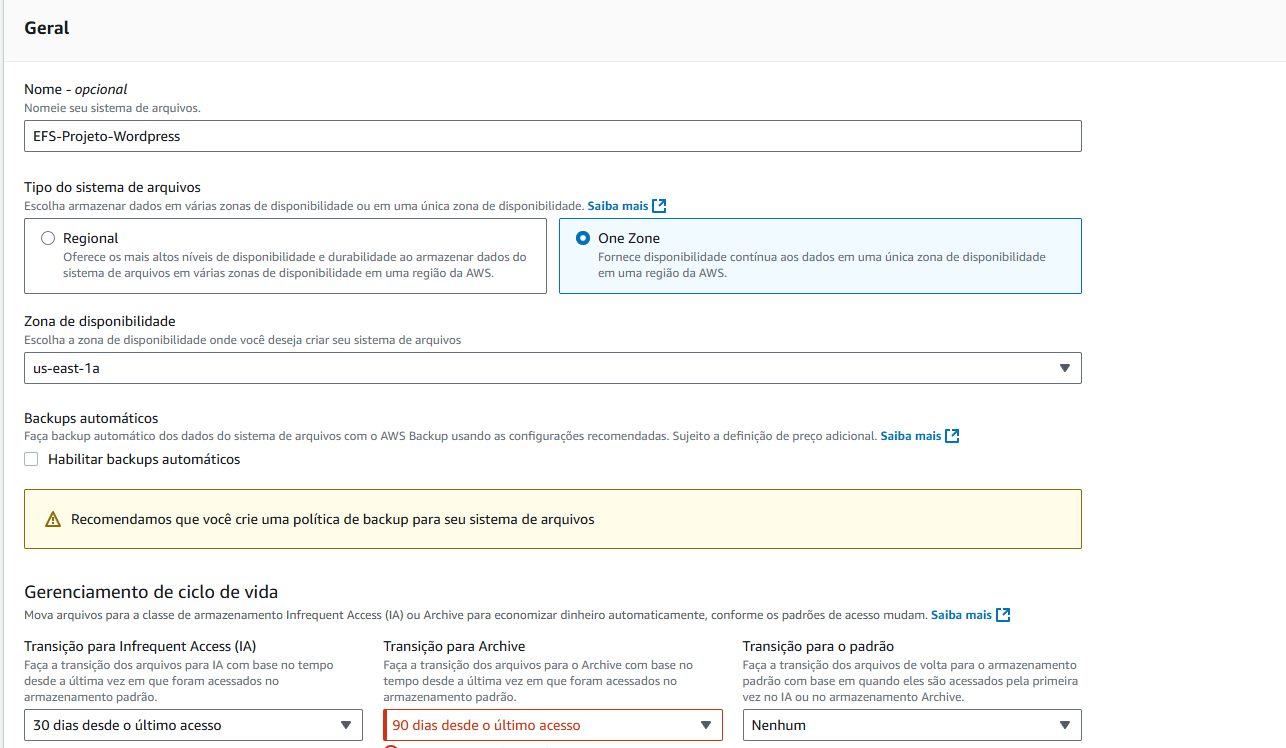 Geral
Nome - opcional
Nomeie seu sistema de arquivos.
EFS-Projeto-Wordpress
Tipo do sistema de arquivos
Escolha armazenar dados em várias zonas de disponibilidade ou em uma única zona de disponibilidade. Saiba mais
Regional
Oferece os mais altos níveis de disponibilidade e durabilidade ao armazenar dados do
sistema de arquivos em várias zonas de disponibilidade em uma região da AWS.
One Zone
Fornece disponibilidade contínua aos dados em uma única zona de disponibilidade
em uma região da AWS.
Zona de disponibilidade
Escolha a zona de disponibilidade onde você deseja criar seu sistema de arquivos
us-east-1a
Backups automáticos
Faça backup automático dos dados do sistema de arquivos com o AWS Backup usando as configurações recomendadas. Sujeito a definição de preço adicional. Saiba mais
Habilitar backups automáticos
Recomendamos que você crie uma política de backup para seu sistema de arquivos
Gerenciamento de ciclo de vida
Mova arquivos para a classe de armazenamento Infrequent Access (IA) ou Archive para economizar dinheiro automaticamente, conforme os padrões de acesso mudam. Saiba mais
Transição para Infrequent Access (IA)
Faça a transição dos arquivos para IA com base no tempo
desde a última vez em que foram acessados no
armazenamento padrão.
30 dias desde o último acesso
Transição para Archive
Faça a transição dos arquivos para o Archive com base no
tempo desde a última vez em que foram acessados no
armazenamento padrão.
90 dias desde o último acesso
Transição para o padrão
Faça a transição dos arquivos de volta para o armazenamento
padrão com base em quando eles são acessados pela primeira
vez no IA ou no armazenamento Archive.
Nenhum